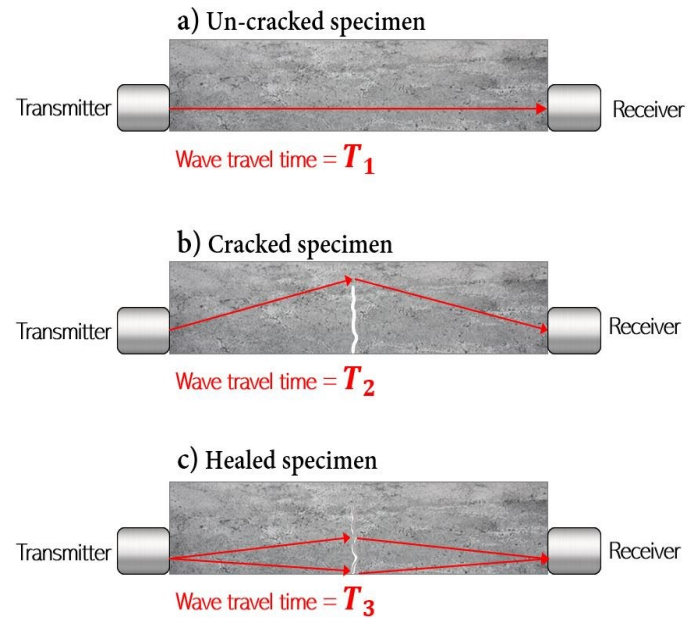 a) Un-cracked specimen
Transmitter
Receiver
Wave travel time = T1
b) Cracked specimen
Transmitter
Receiver
Wave travel time = T2
c) Healed specimen
Transmitter
Receiver
Wave travel time = T3